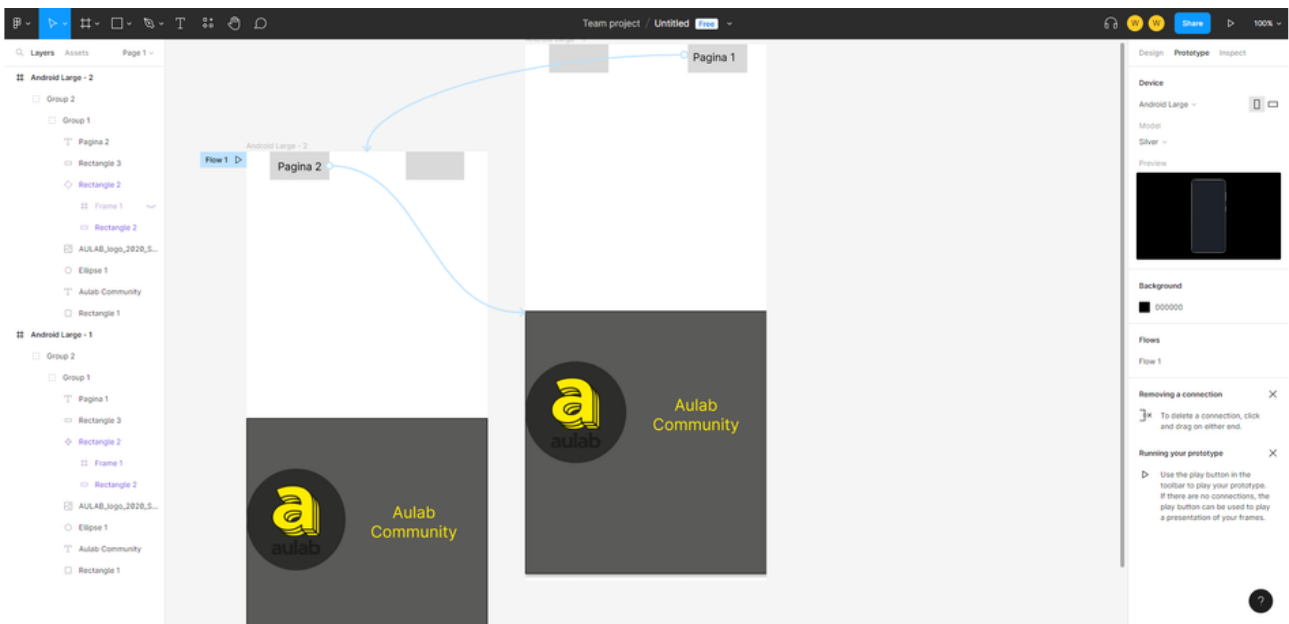 Team project / Untitled Free
W W Share 100%
Layers Assets Page 1
Android Large - 2
Group 2
Group 1
Pagina 2
Rectangle 3
Rectangle 2
Frame 1
Rectangle 2
AULAB_logo_2020_S...
Ellipse 1
Aulab Community
Rectangle 1
Android Large - 1
Group 2
Group 1
Pagina 1
Rectangle 3
Rectangle 2
Frame 1
Rectangle 2
AULAB_logo_2020_S...
Ellipse 1
Aulab Community
Rectangle 1
Pagina 1
Android Large - 2
Flow 1
Pagina 2
a
aulab
Aulab
Community
a
aulab
Aulab
Community
Design Prototype Inspect
Device
Android Large
Model
Silver
Preview
Background
000000
Flows
Flow 1
Removing a connection
To delete a connection, click
and drag on either end.
Running your prototype
Use the play button in the
toolbar to play your prototype.
If there are no connections, the
play button can be used to play
a presentation of your frames.
?